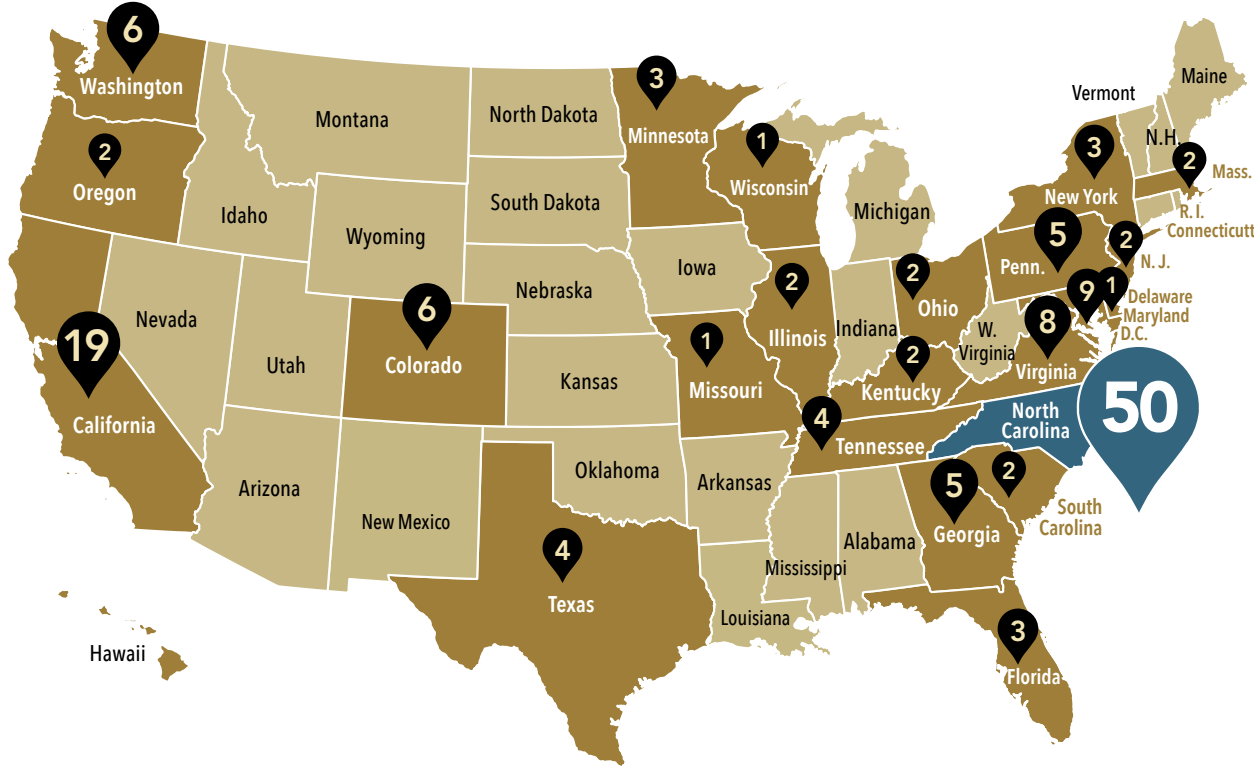 6
Washington
2
Oregon
19
California
Nevada
Idaho
Montana
Wyoming
Utah
6
Colorado
Arizona
New Mexico
North Dakota
South Dakota
Nebraska
Kansas
Oklahoma
4
Texas
3
Minnesota
Iowa
1
Missouri
Arkansas
Louisiana
1
Wisconsin
2
Illinois
Michigan
Indiana
2
Ohio
2
Kentucky
4
Tennessee
Mississippi
Alabama
5
Georgia
3
Florida
2
South
Carolina
North
Carolina
50
8
Virginia
W.
Virginia
5
Penn.
3
New York
Vermont
N.H.
Maine
2
Mass.
R. I.
Connecticutt
2
N. J.
9
1
Delaware
Maryland
D.C.
Hawaii